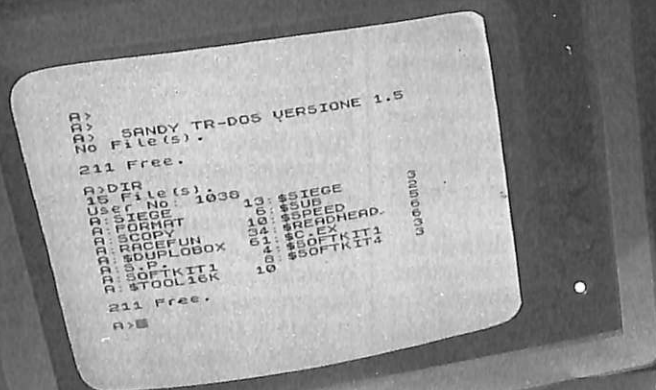 A>
A>
A>   SANDY TR-DOS VERSIONE 1.5
No File(s).
211 Free.
A>DIR
15 File(s).
User No: 1038
A:SIEGE 13:$SIEGE 3
A:FORMAT 6:$SUB 2
A:SCOPY 10:$SPEED 5
A:RACEFUN 34:$READHEAD. 6
A:$DUPLOBOX 61:$C.EX 6
A:S.P. 4:$SOFTKIT1 3
A:SOFTKIT1 8:$SOFTKIT4 3
A:$TOOL16K 10
211 Free.
A>